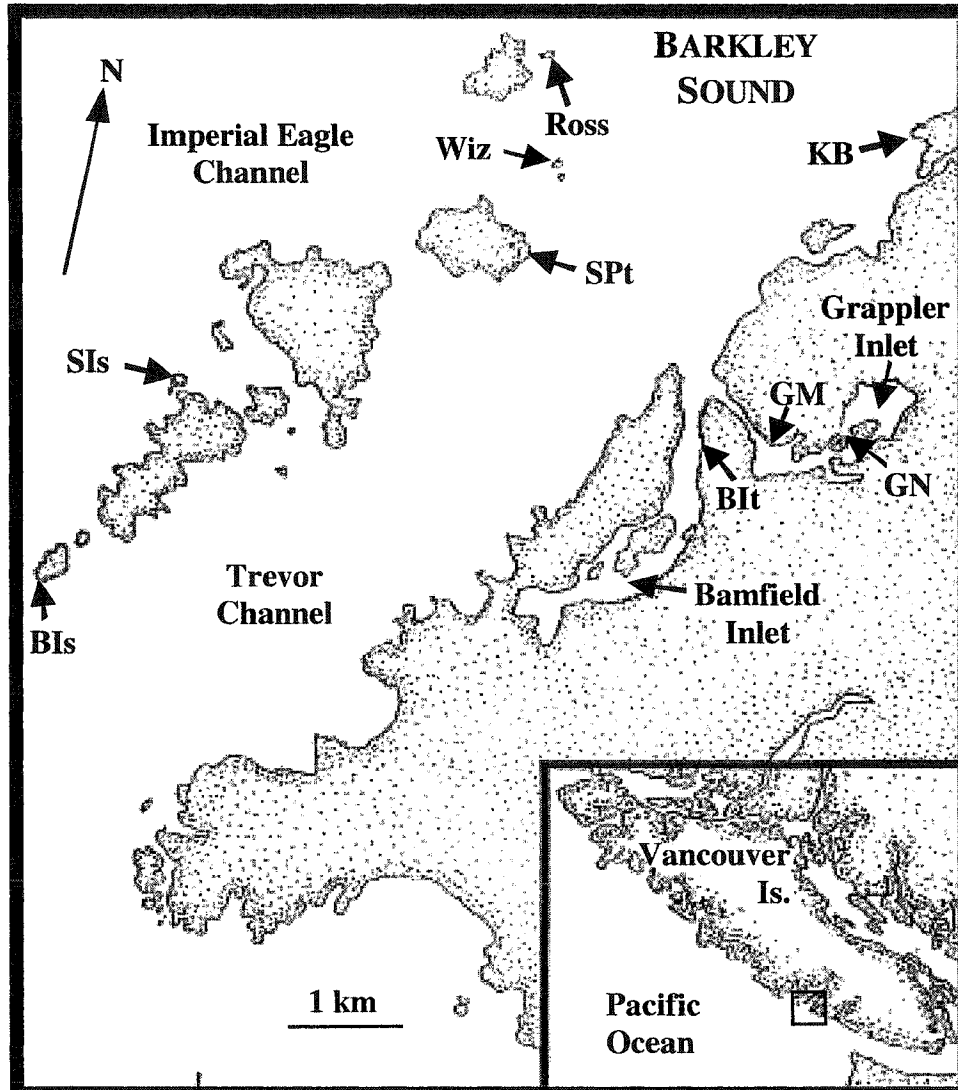 BARKLEY
SOUND
N
Imperial Eagle
Channel
Ross
Wiz
KB
SPt
Grappler
Inlet
SIs
GM
BIt
GN
Trevor
Channel
Bamfield
Inlet
BIs
Vancouver
Is.
1 km
Pacific
Ocean